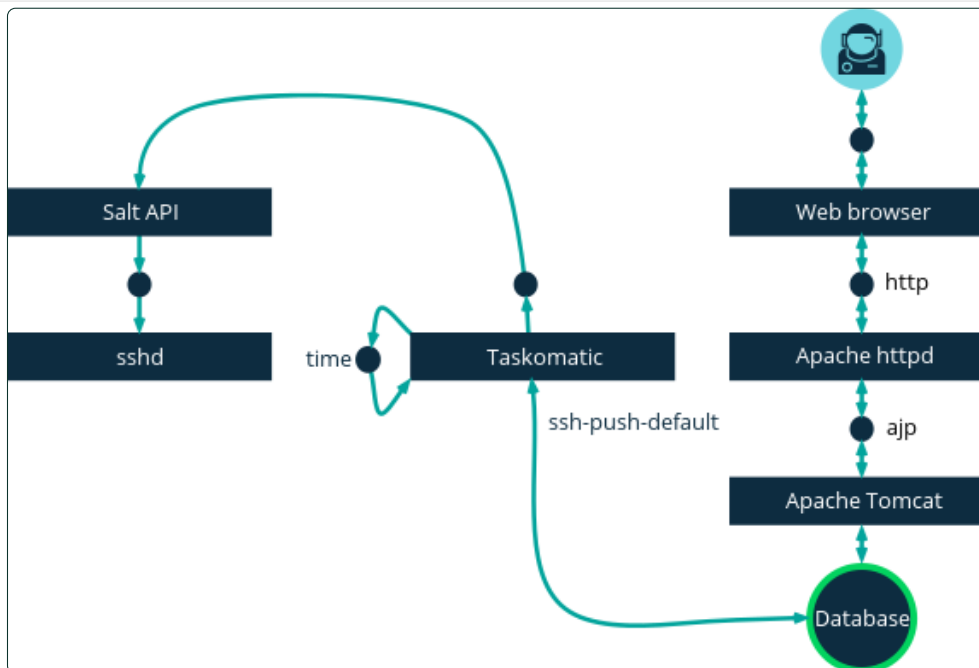 Salt API
Web browser
http
sshd
time
Taskomatic
Apache httpd
ssh-push-default
ajp
Apache Tomcat
Database